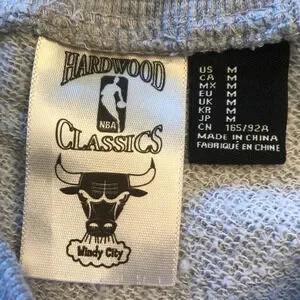 HARDWOOD
NBA
CLASSICS
Windy City
US M
CA M
MX M
EU M
UK M
KR M
JP M
CN 165/92A
MADE IN CHINA
FABRIQUÉ EN CHINE